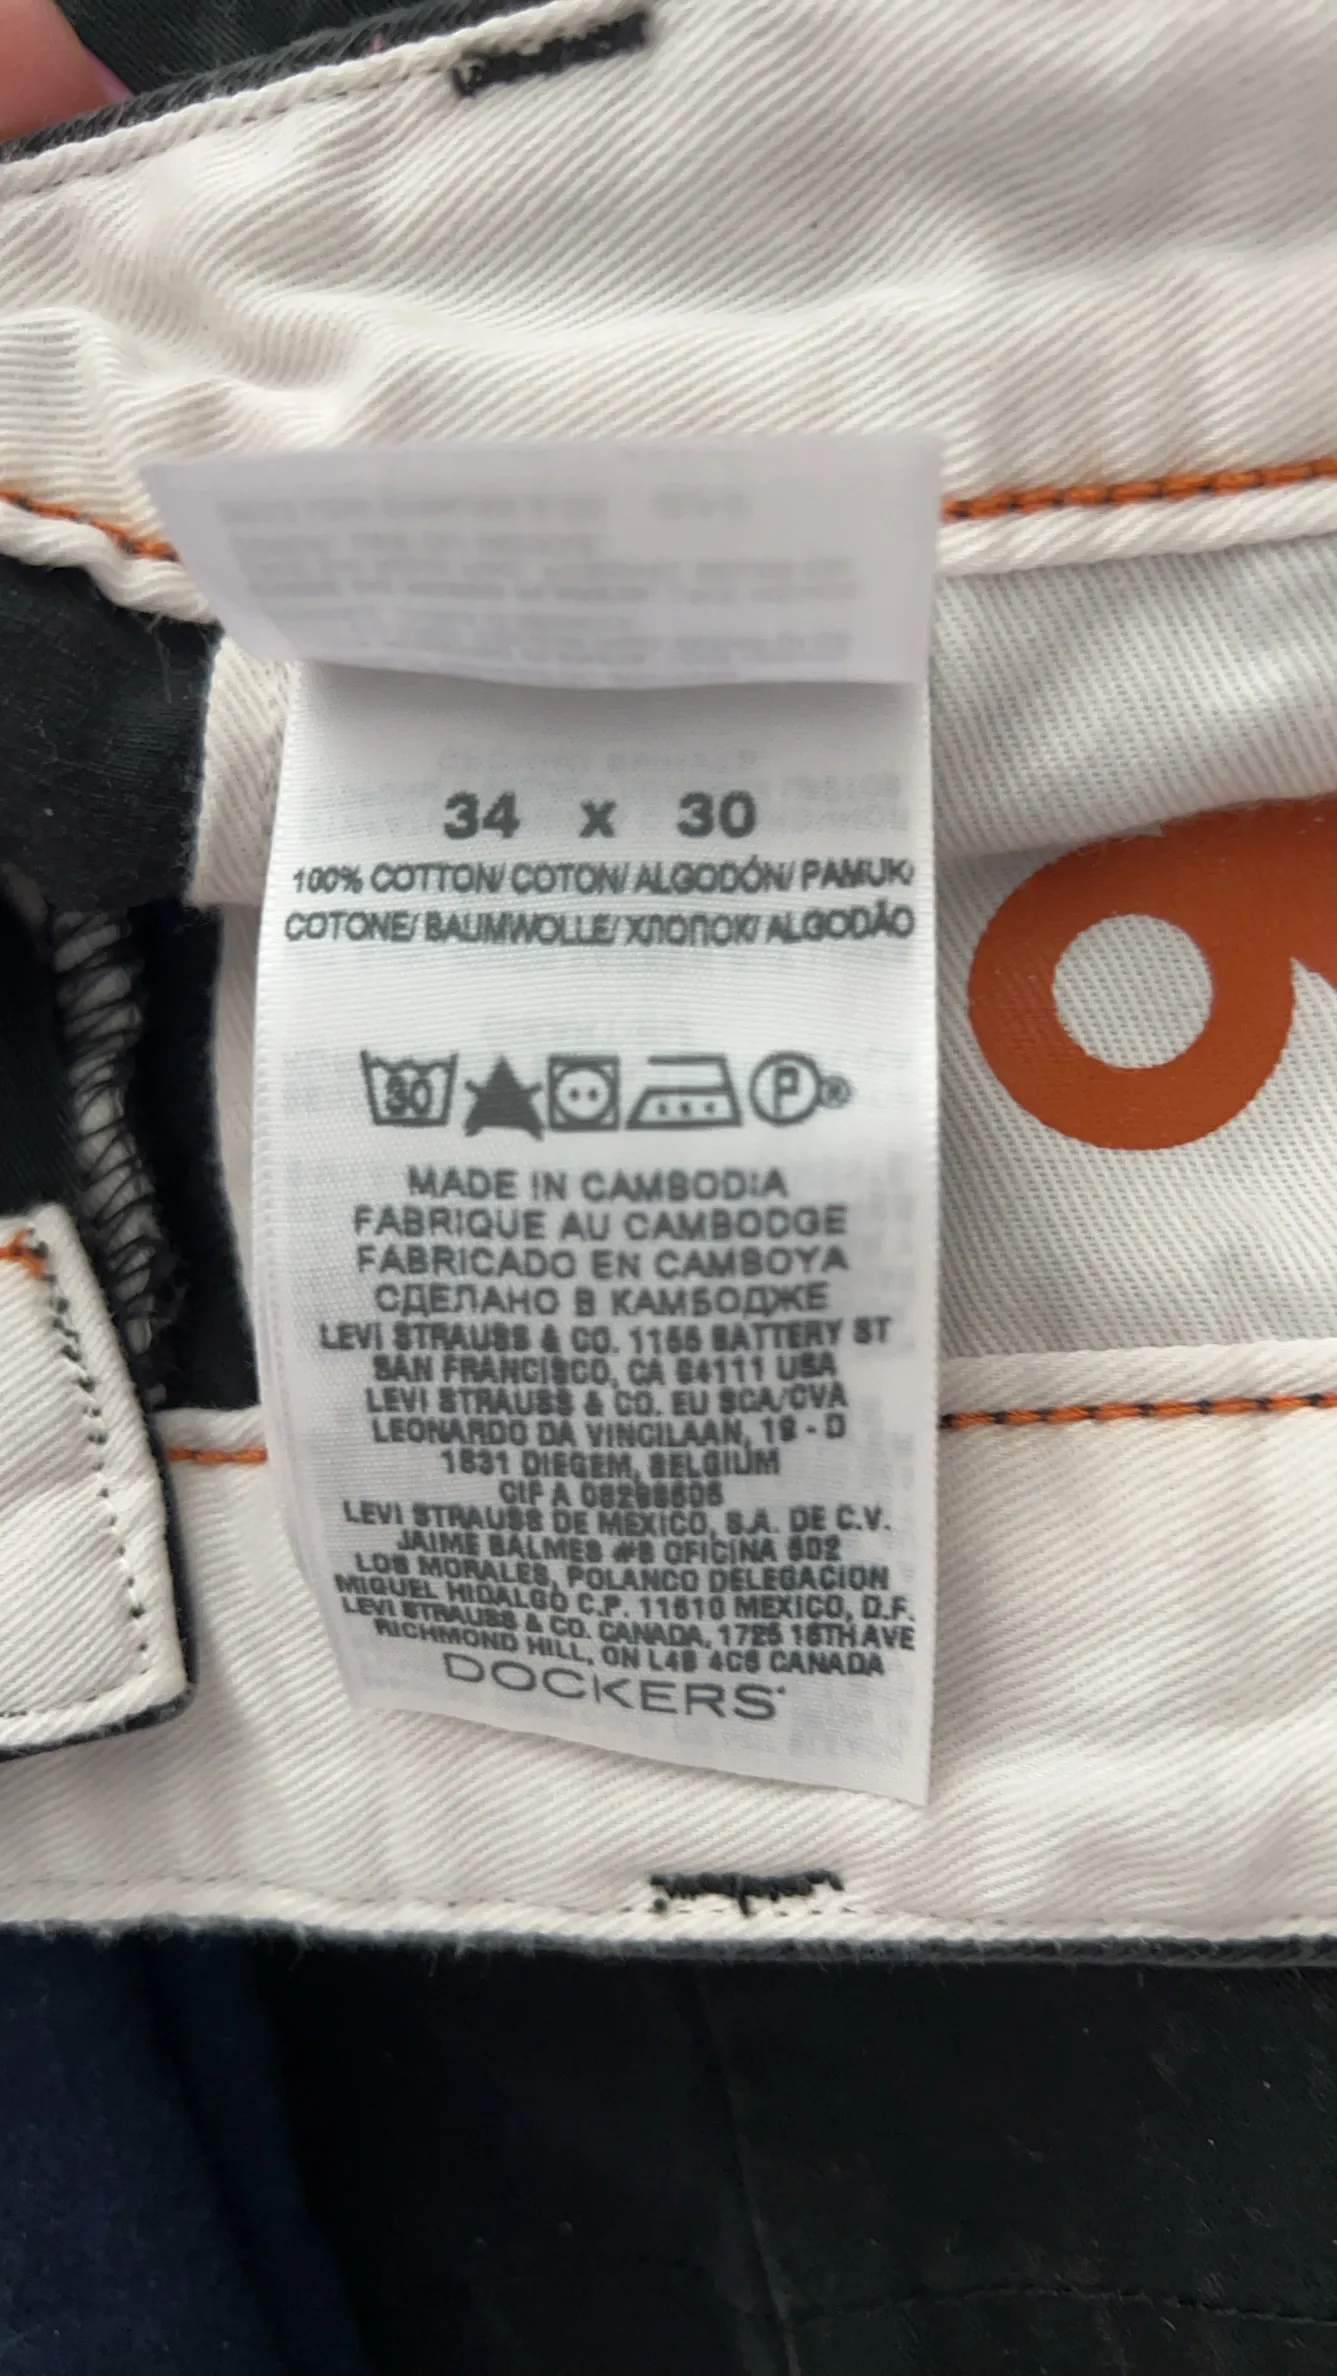 34 x 30
100% COTTON/ COTON/ ALGODÓN/ PAMUK/
COTONE/ BAUMWOLLE/ ХЛОПОК/ ALGODÃO
30
P ®
MADE IN CAMBODIA
FABRIQUE AU CAMBODGE
FABRICADO EN CAMBOYA
СДЕЛАНО В КАМБОДЖЕ
LEVI STRAUSS & CO. 1155 BATTERY ST
SAN FRANCISCO, CA 94111 USA
LEVI STRAUSS & CO. EU SCA/CVA
LEONARDO DA VINCILAAN, 19 - D
1831 DIEGEM, BELGIUM
CIF A
LEVI STRAUSS DE MEXICO, S.A. DE C.V.
JAIME BALMES #8 OFICINA 502
LOS MORALES, POLANCO DELEGACION
MIGUEL HIDALGO C.P. 11510 MEXICO, D.F.
LEVI STRAUSS & CO. CANADA, 1725 16TH AVE
RICHMOND HILL, ON L4B 4C6 CANADA
DOCKERS